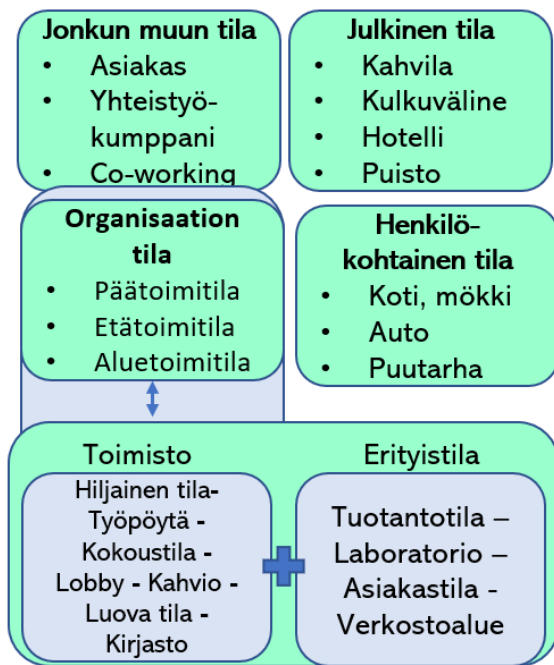 Jonkun muun tila
• Asiakas
• Yhteistyö-
kumppani
• Co-working
Julkinen tila
• Kahvila
• Kulkuväline
• Hotelli
• Puisto
Organisaation
tila
• Päätoimitila
• Etätoimitila
• Aluetoimitila
Henkilö-
kohtainen tila
• Koti, mökki
• Auto
• Puutarha
Toimisto
Hiljainen tila-
Työpöytä -
Kokoustila -
Lobby - Kahvio -
Luova tila -
Kirjasto
Erityistila
Tuotantotila –
Laboratorio –
Asiakastila -
Verkostoalue